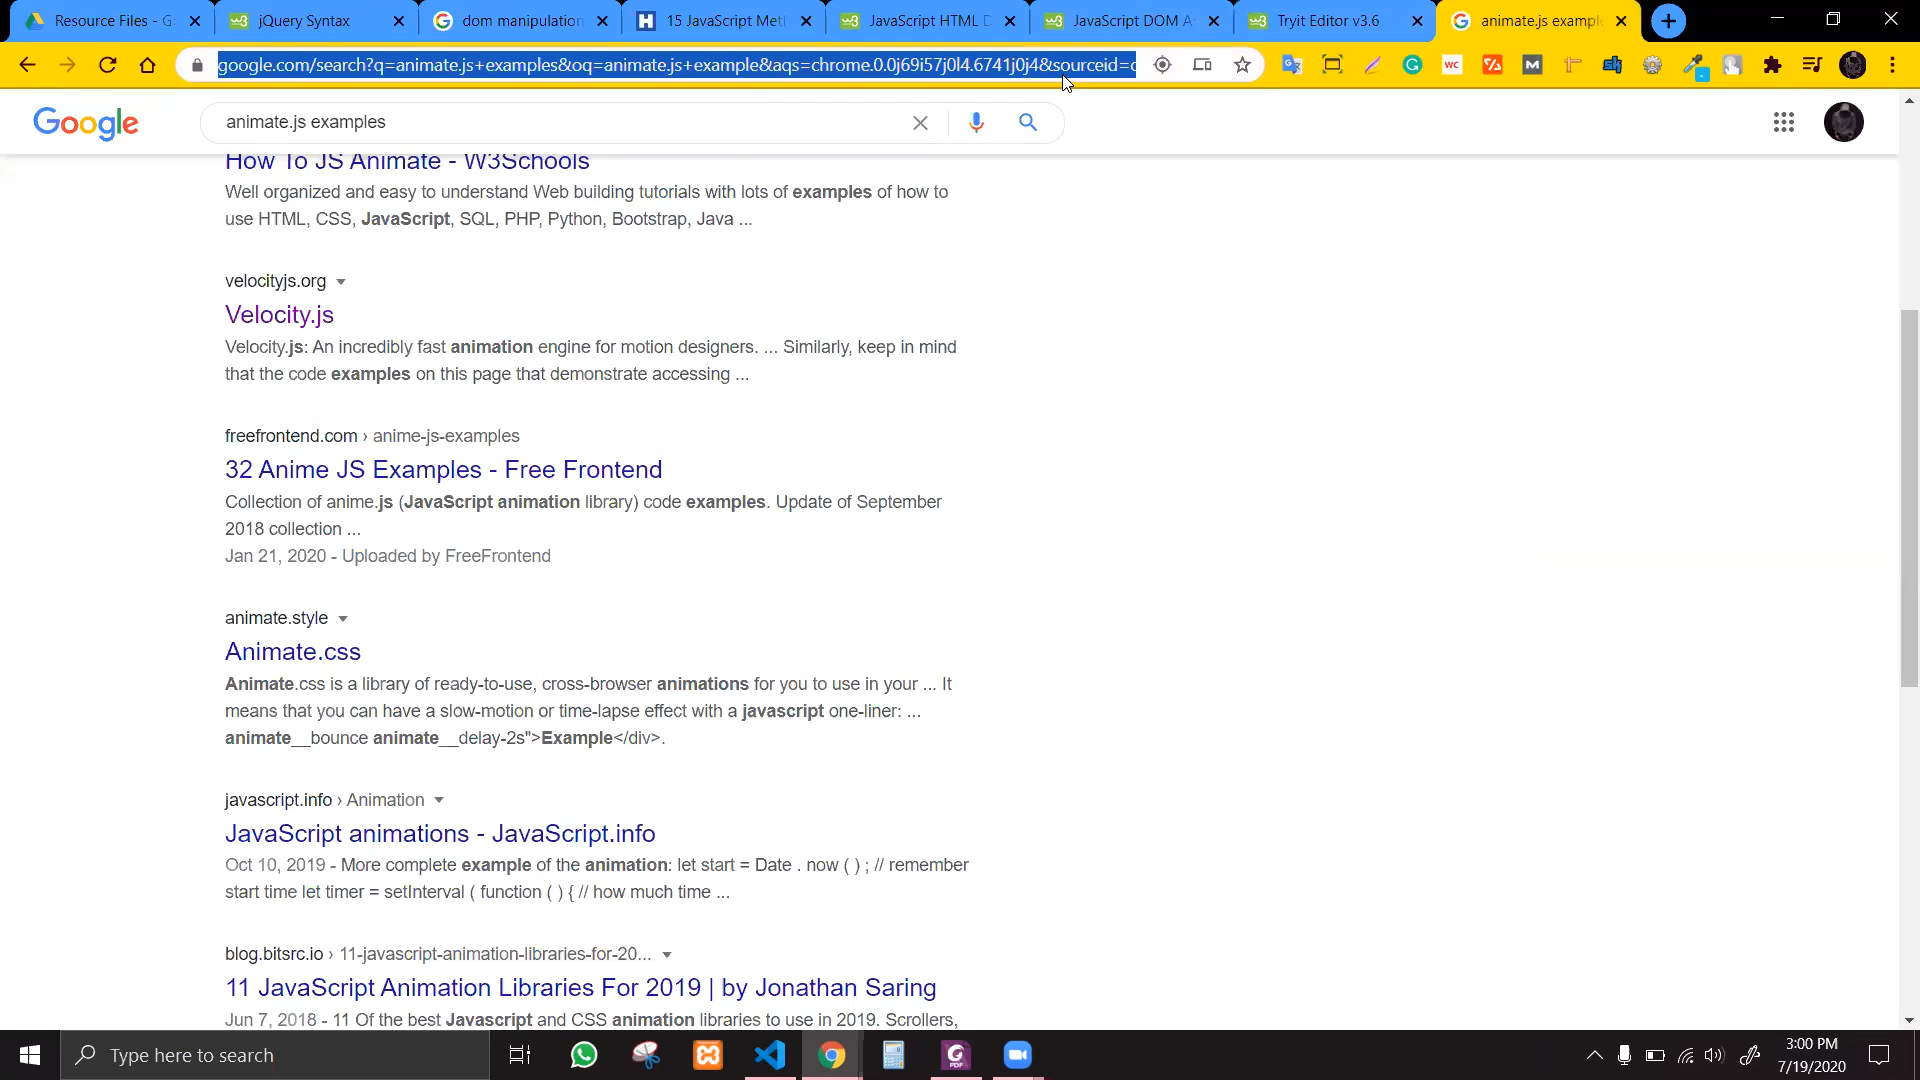 Resource Files - G
jQuery Syntax
dom manipulation
15 JavaScript Met
JavaScript HTML D
JavaScript DOM A
Tryit Editor v3.6
animate.js exampl
google.com/search?q=animate.js+examples&oq=animate.js+example&aqs=chrome.0.0j69i57j0l4.6741j0j4&sourceid=c
Google
animate.js examples
How To JS Animate - W3Schools
Well organized and easy to understand Web building tutorials with lots of examples of how to
use HTML, CSS, JavaScript, SQL, PHP, Python, Bootstrap, Java ...
velocityjs.org
Velocity.js
Velocity.js: An incredibly fast animation engine for motion designers. ... Similarly, keep in mind
that the code examples on this page that demonstrate accessing ...
freefrontend.com › anime-js-examples
32 Anime JS Examples - Free Frontend
Collection of anime.js (JavaScript animation library) code examples. Update of September
2018 collection ...
Jan 21, 2020 - Uploaded by FreeFrontend
animate.style
Animate.css
Animate.css is a library of ready-to-use, cross-browser animations for you to use in your ... It
means that you can have a slow-motion or time-lapse effect with a javascript one-liner: ...
animate__bounce animate__delay-2s">Example</div>.
javascript.info › Animation
JavaScript animations - JavaScript.info
Oct 10, 2019 - More complete example of the animation: let start = Date . now ( ) ; // remember
start time let timer = setInterval ( function ( ) { // how much time ...
blog.bitsrc.io › 11-javascript-animation-libraries-for-20...
11 JavaScript Animation Libraries For 2019 | by Jonathan Saring
Jun 7, 2018 - 11 Of the best Javascript and CSS animation libraries to use in 2019. Scrollers,
Type here to search
3:00 PM
7/19/2020